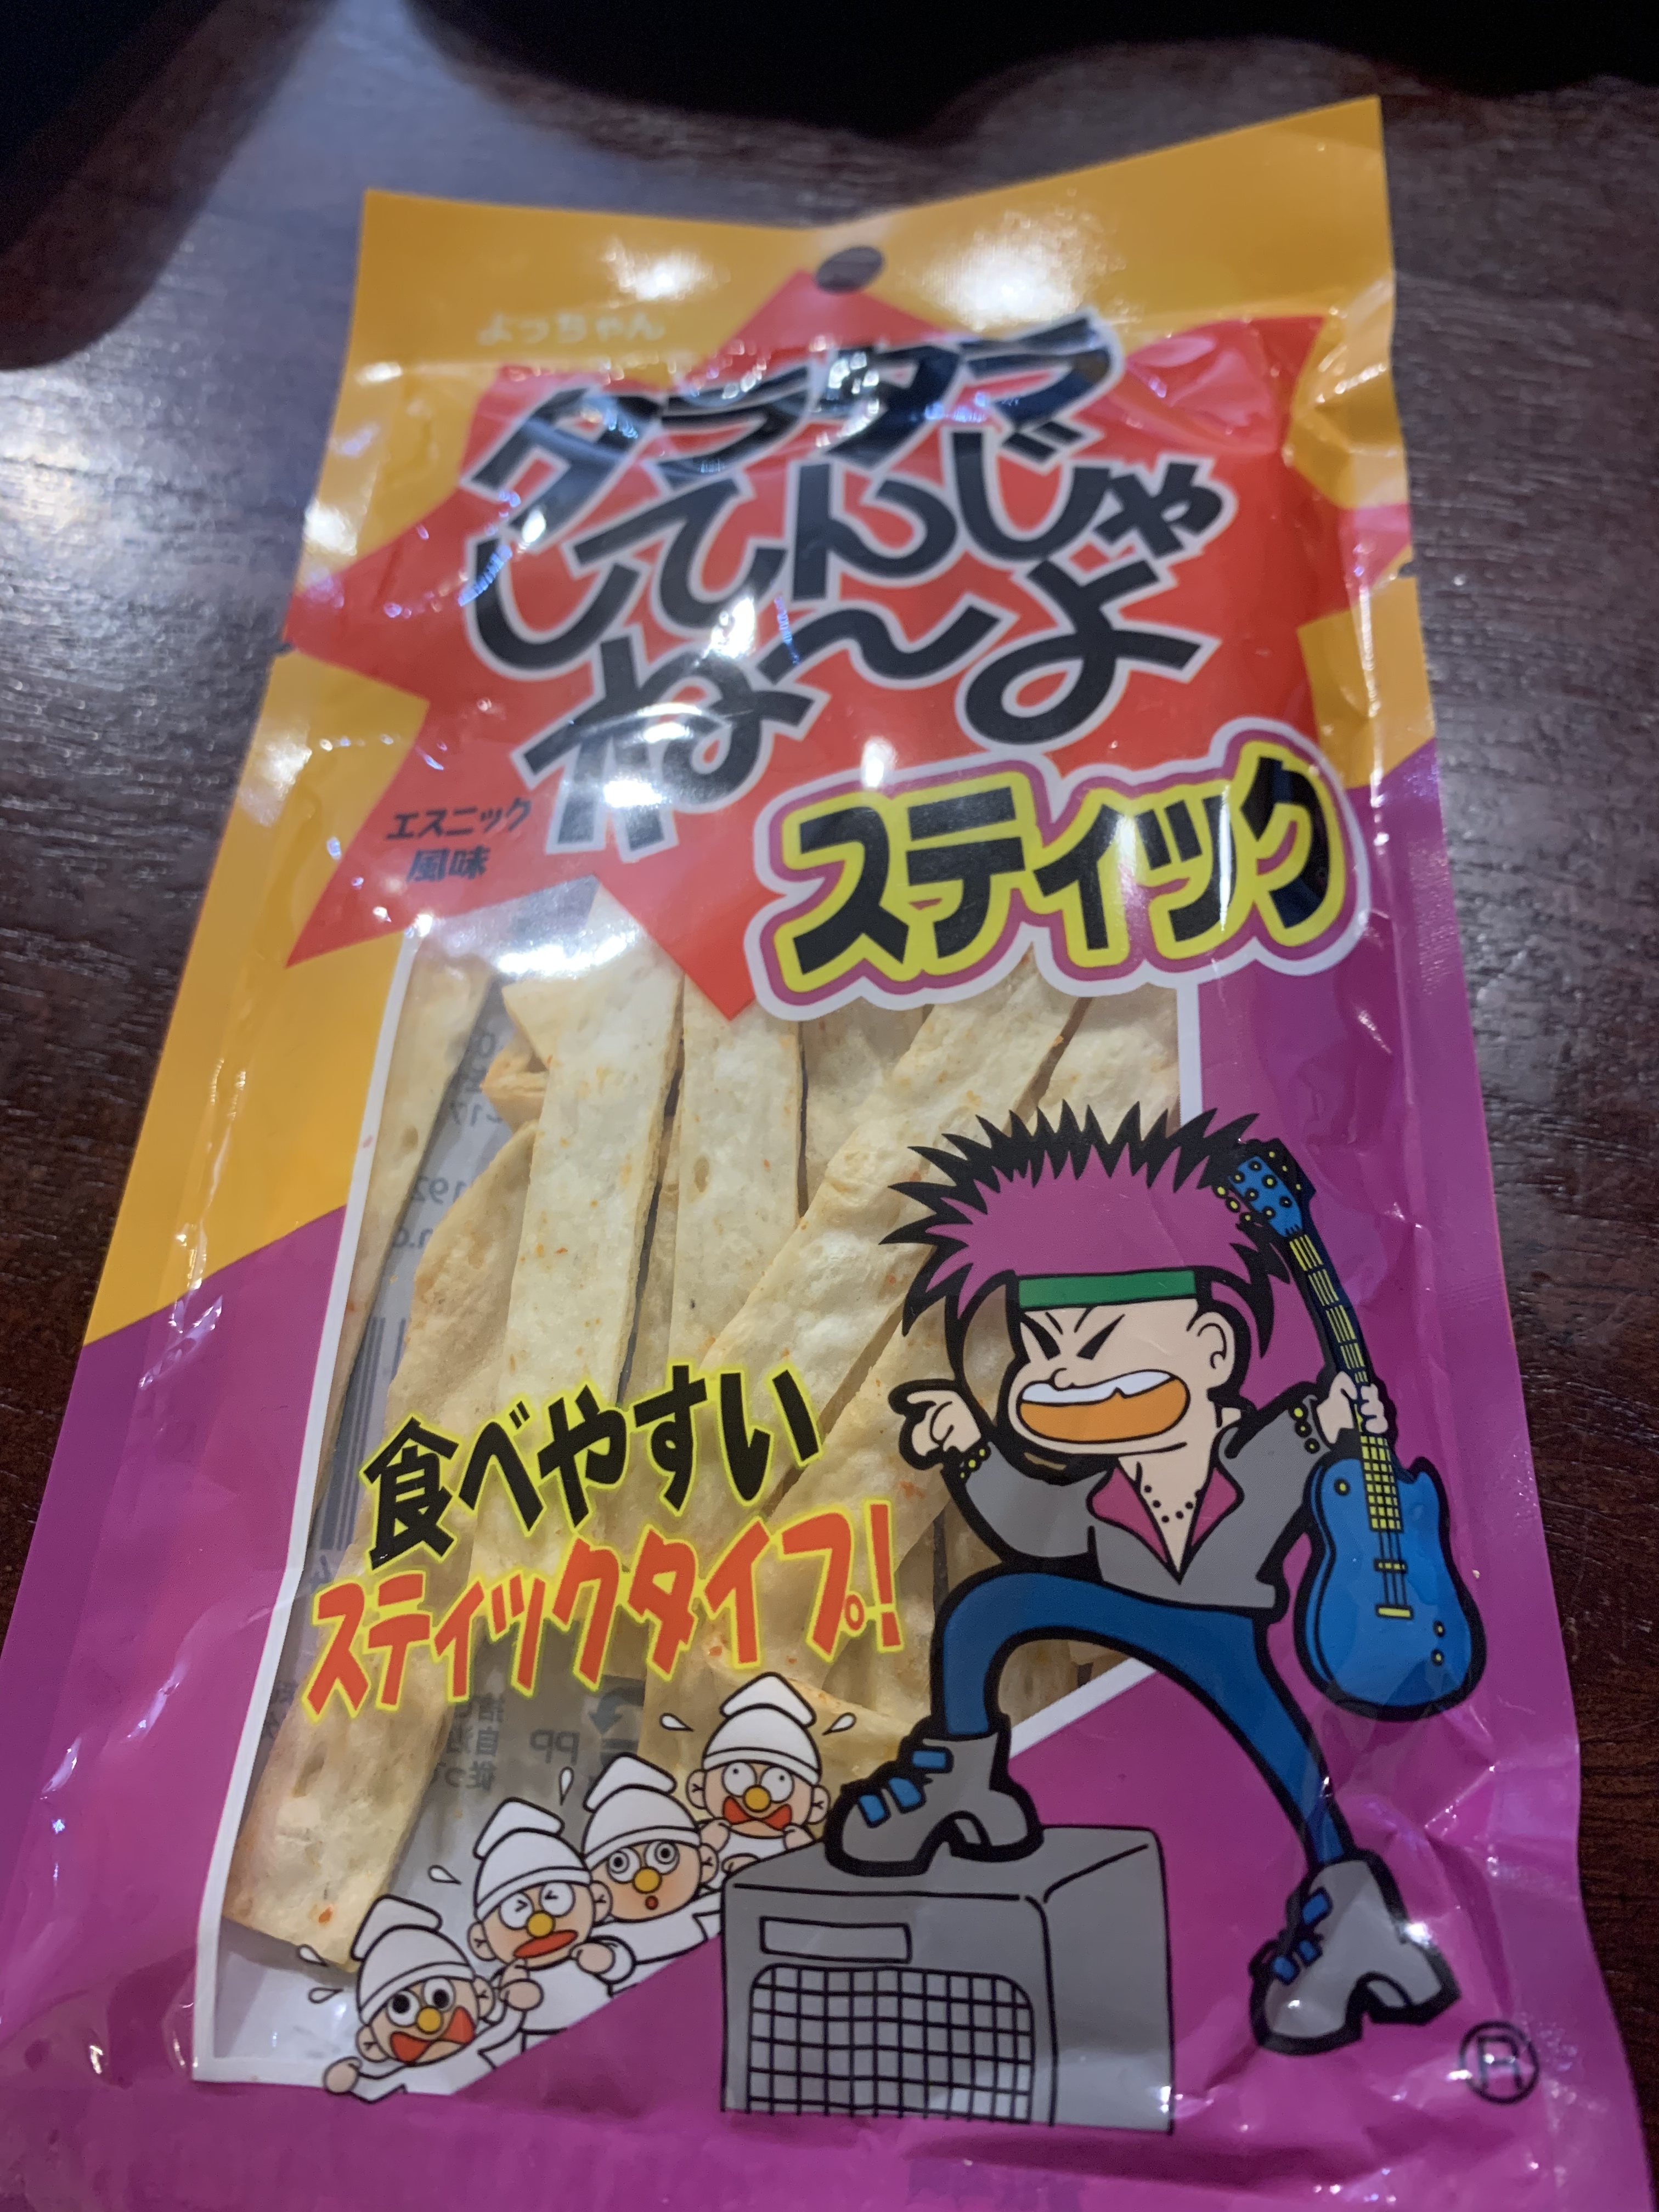 よっちゃん
タラタラ
してんじゃ
ね〜よ
スティック
エスニック
風味
食べやすい
スティックタイプ!
PP
R